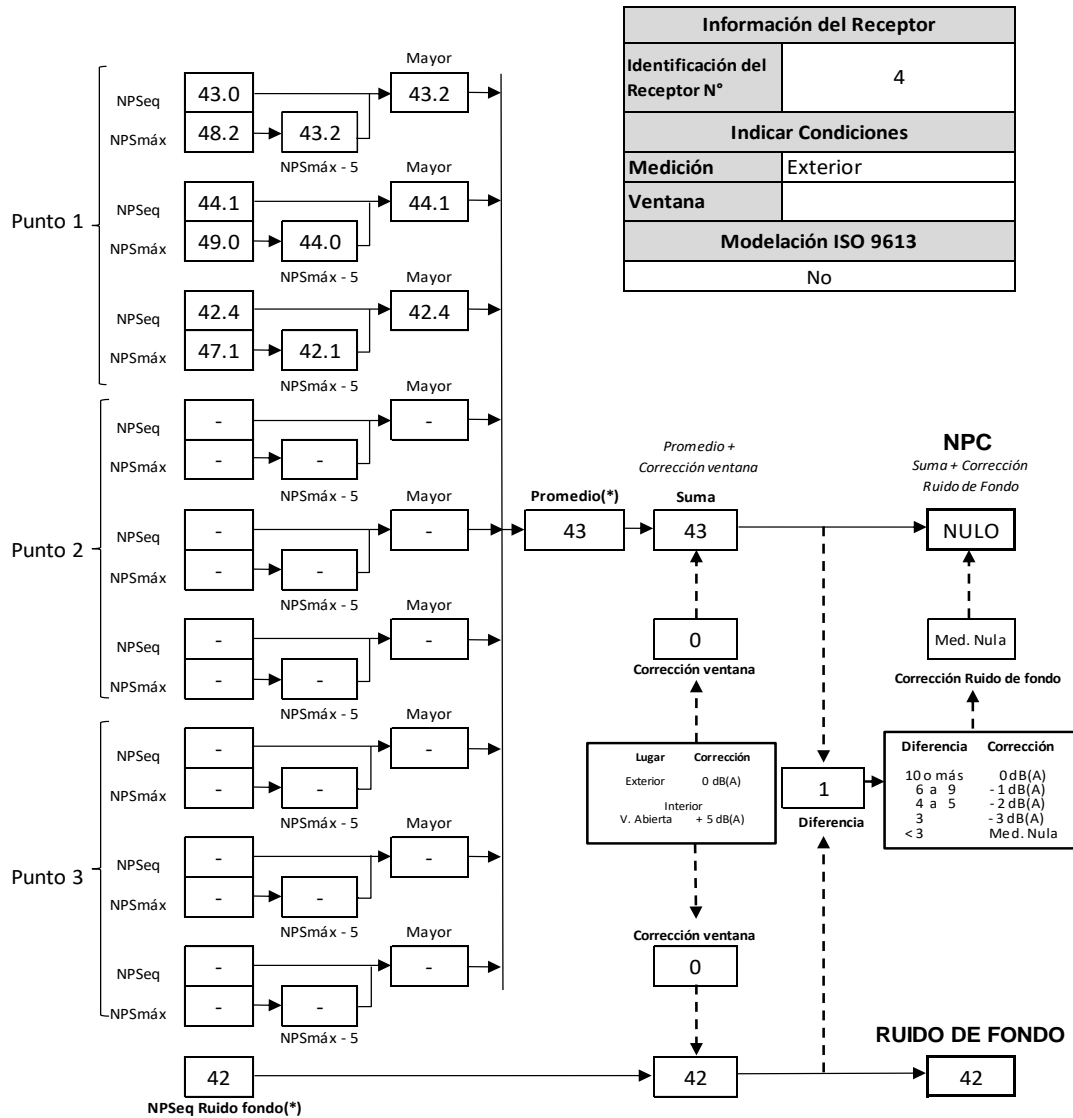 Información del Receptor
Identificación del
Receptor N°
4
Indicar Condiciones
Medición
Exterior
Ventana
Modelación ISO 9613
No
Punto 1
Mayor
NPSeq
43.0
43.2
NPSmáx
48.2
43.2
NPSmáx - 5
Mayor
NPSeq
44.1
44.1
NPSmáx
49.0
44.0
NPSmáx - 5
Mayor
NPSeq
42.4
42.4
NPSmáx
47.1
42.1
NPSmáx - 5
Punto 2
Mayor
NPSeq
-
-
NPSmáx
-
-
NPSmáx - 5
Mayor
NPSeq
-
-
NPSmáx
-
-
NPSmáx - 5
Mayor
NPSeq
-
-
NPSmáx
-
-
NPSmáx - 5
Punto 3
Mayor
NPSeq
-
-
NPSmáx
-
-
NPSmáx - 5
Mayor
NPSeq
-
-
NPSmáx
-
-
NPSmáx - 5
Mayor
NPSeq
-
-
NPSmáx
-
-
NPSmáx - 5
Promedio(*)
43
Promedio +
Corrección ventana
Suma
43
NPC
Suma + Corrección
Ruido de Fondo
NULO
0
Corrección ventana
Med. Nula
Corrección Ruido de fondo
Lugar Corrección
Exterior 0 dB(A)
Interior
V. Abierta + 5 dB(A)
1
Diferencia
Diferencia Corrección
10 o más 0 dB(A)
6 a 9 - 1 dB(A)
4 a 5 - 2 dB(A)
3 - 3 dB(A)
< 3 Med. Nula
Corrección ventana
0
RUIDO DE FONDO
42
42
42
NPSeq Ruido fondo(*)